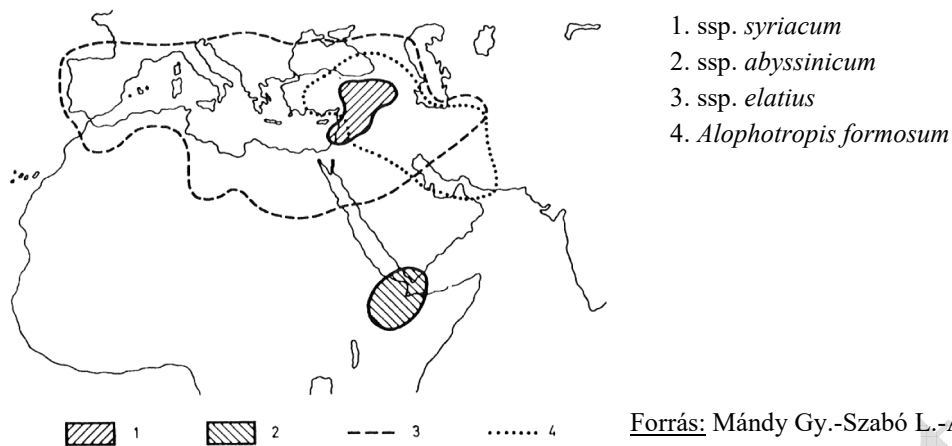 1. ssp. syriacum
2. ssp. abyssinicum
3. ssp. elatius
4. Alophotropis formosum
1 2 3 4
Forrás: Mándy Gy.-Szabó L.-